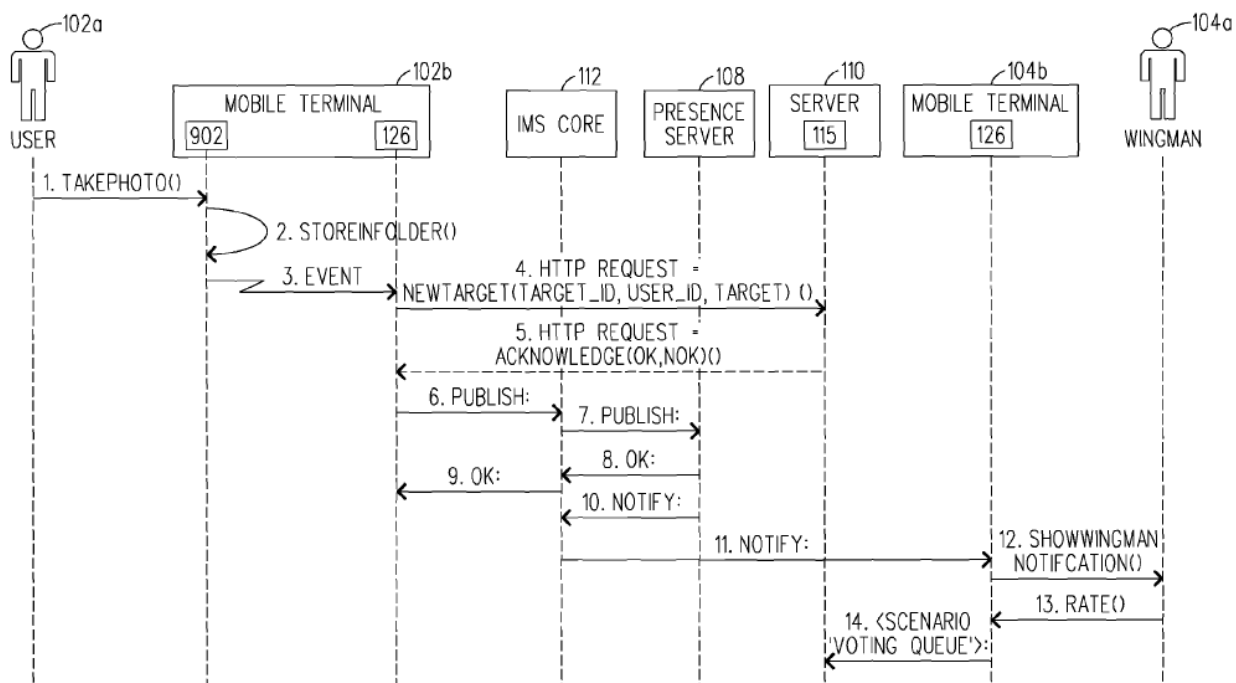 102a
104a
102b
112
108
110
104b
MOBILE TERMINAL
902
126
IMS CORE
PRESENCE
SERVER
SERVER
115
MOBILE TERMINAL
126
USER
WINGMAN
1. TAKEPHOTO()
2. STOREINFOLDER()
3. EVENT
4. HTTP REQUEST =
NEWTARGET(TARGET_ID, USER_ID, TARGET) ()
5. HTTP REQUEST =
ACKNOWLEDGE(OK,NOK)()
6. PUBLISH:
7. PUBLISH:
8. OK:
9. OK:
10. NOTIFY:
11. NOTIFY:
12. SHOWWINGMAN
NOTIFCATION()
13. RATE()
14. <SCENARIO
'VOTING QUEUE'>: